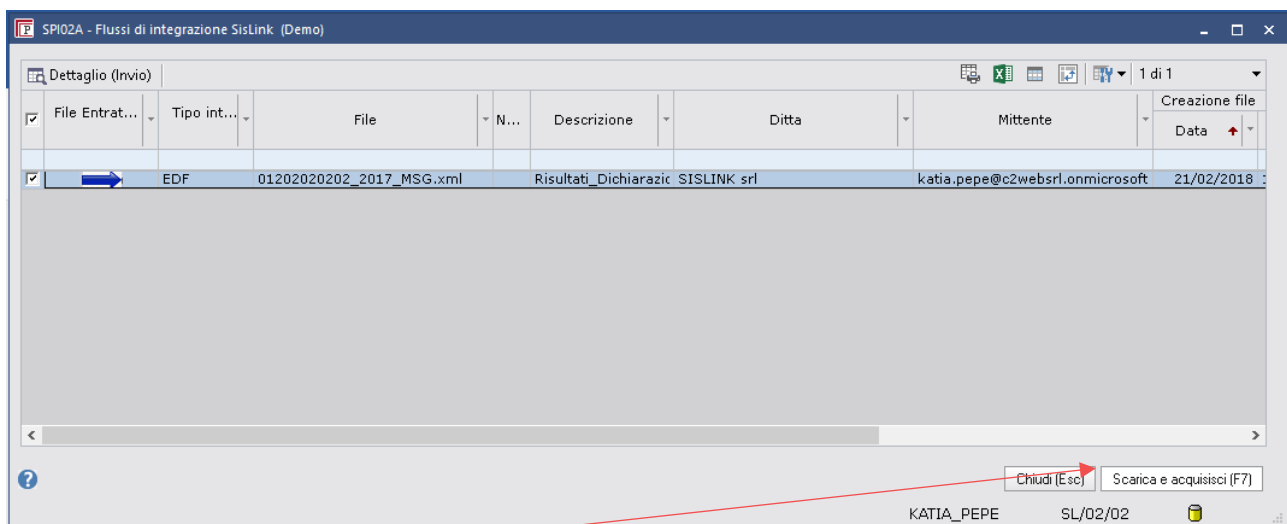 SPI02A - Flussi di integrazione SisLink (Demo)
Dettaglio (Invio)
1 di 1
File Entrat...
Tipo int...
File
N...
Descrizione
Ditta
Mittente
Creazione file
Data
EDF
01202020202_2017_MSG.xml
Risultati_Dichiarazic
SISLINK srl
katia.pepe@c2websrl.onmicrosoft
21/02/2018
Chiudi (Esc)
Scarica e acquisisci (F7)
KATIA_PEPE
SL/02/02